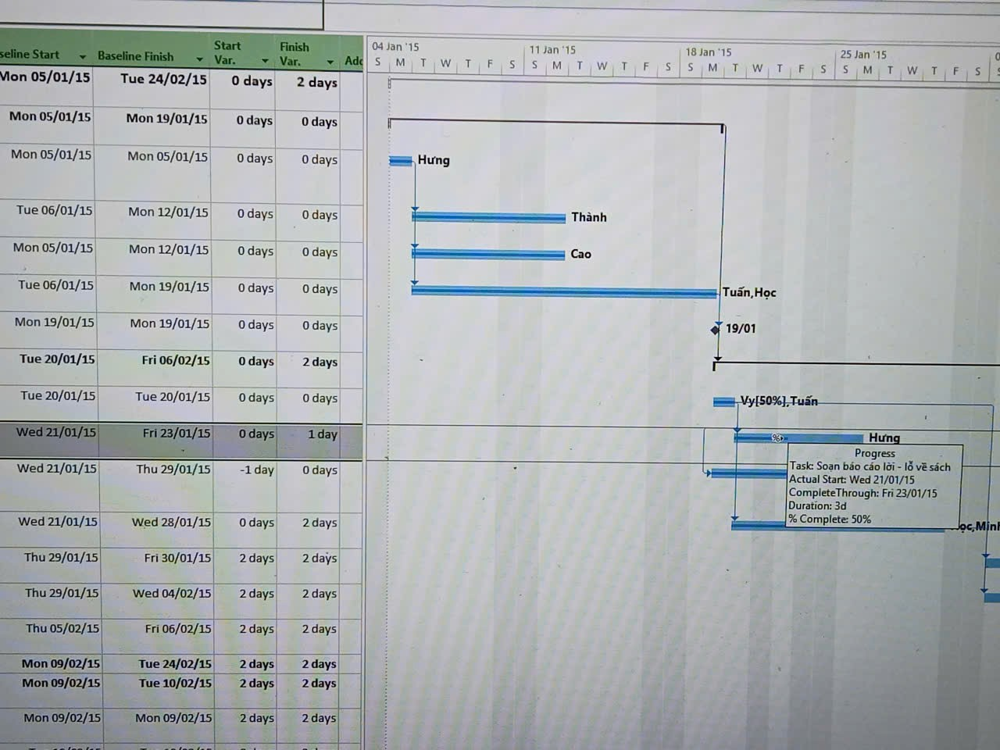 04 Jan '15 11 Jan '15 18 Jan '15 25 Jan '15
seline Start Baseline Finish Start Var. Finish Var. Add
S M T W T F S S M T W T F S S M T W T F S S M T W T F S
Mon 05/01/15 Tue 24/02/15 0 days 2 days
Mon 05/01/15 Mon 19/01/15 0 days 0 days
Mon 05/01/15 Mon 05/01/15 0 days 0 days Hưng
Tue 06/01/15 Mon 12/01/15 0 days 0 days Thành
Mon 05/01/15 Mon 12/01/15 0 days 0 days Cao
Tue 06/01/15 Mon 19/01/15 0 days 0 days Tuấn,Học
Mon 19/01/15 Mon 19/01/15 0 days 0 days 19/01
Tue 20/01/15 Fri 06/02/15 0 days 2 days
Tue 20/01/15 Tue 20/01/15 0 days 0 days Vy[50%],Tuấn
Wed 21/01/15 Fri 23/01/15 0 days 1 day Hưng
Progress
Task: Soạn báo cáo lời - lỗ về sách
Actual Start: Wed 21/01/15
CompleteThrough: Fri 23/01/15
Duration: 3d
% Complete: 50%
Wed 21/01/15 Thu 29/01/15 -1 day 0 days
Wed 21/01/15 Wed 28/01/15 0 days 2 days ọc,Minh
Thu 29/01/15 Fri 30/01/15 2 days 2 days
Thu 29/01/15 Wed 04/02/15 2 days 2 days
Thu 05/02/15 Fri 06/02/15 2 days 2 days
Mon 09/02/15 Tue 24/02/15 2 days 2 days
Mon 09/02/15 Tue 10/02/15 2 days 2 days
Mon 09/02/15 Mon 09/02/15 2 days 2 days